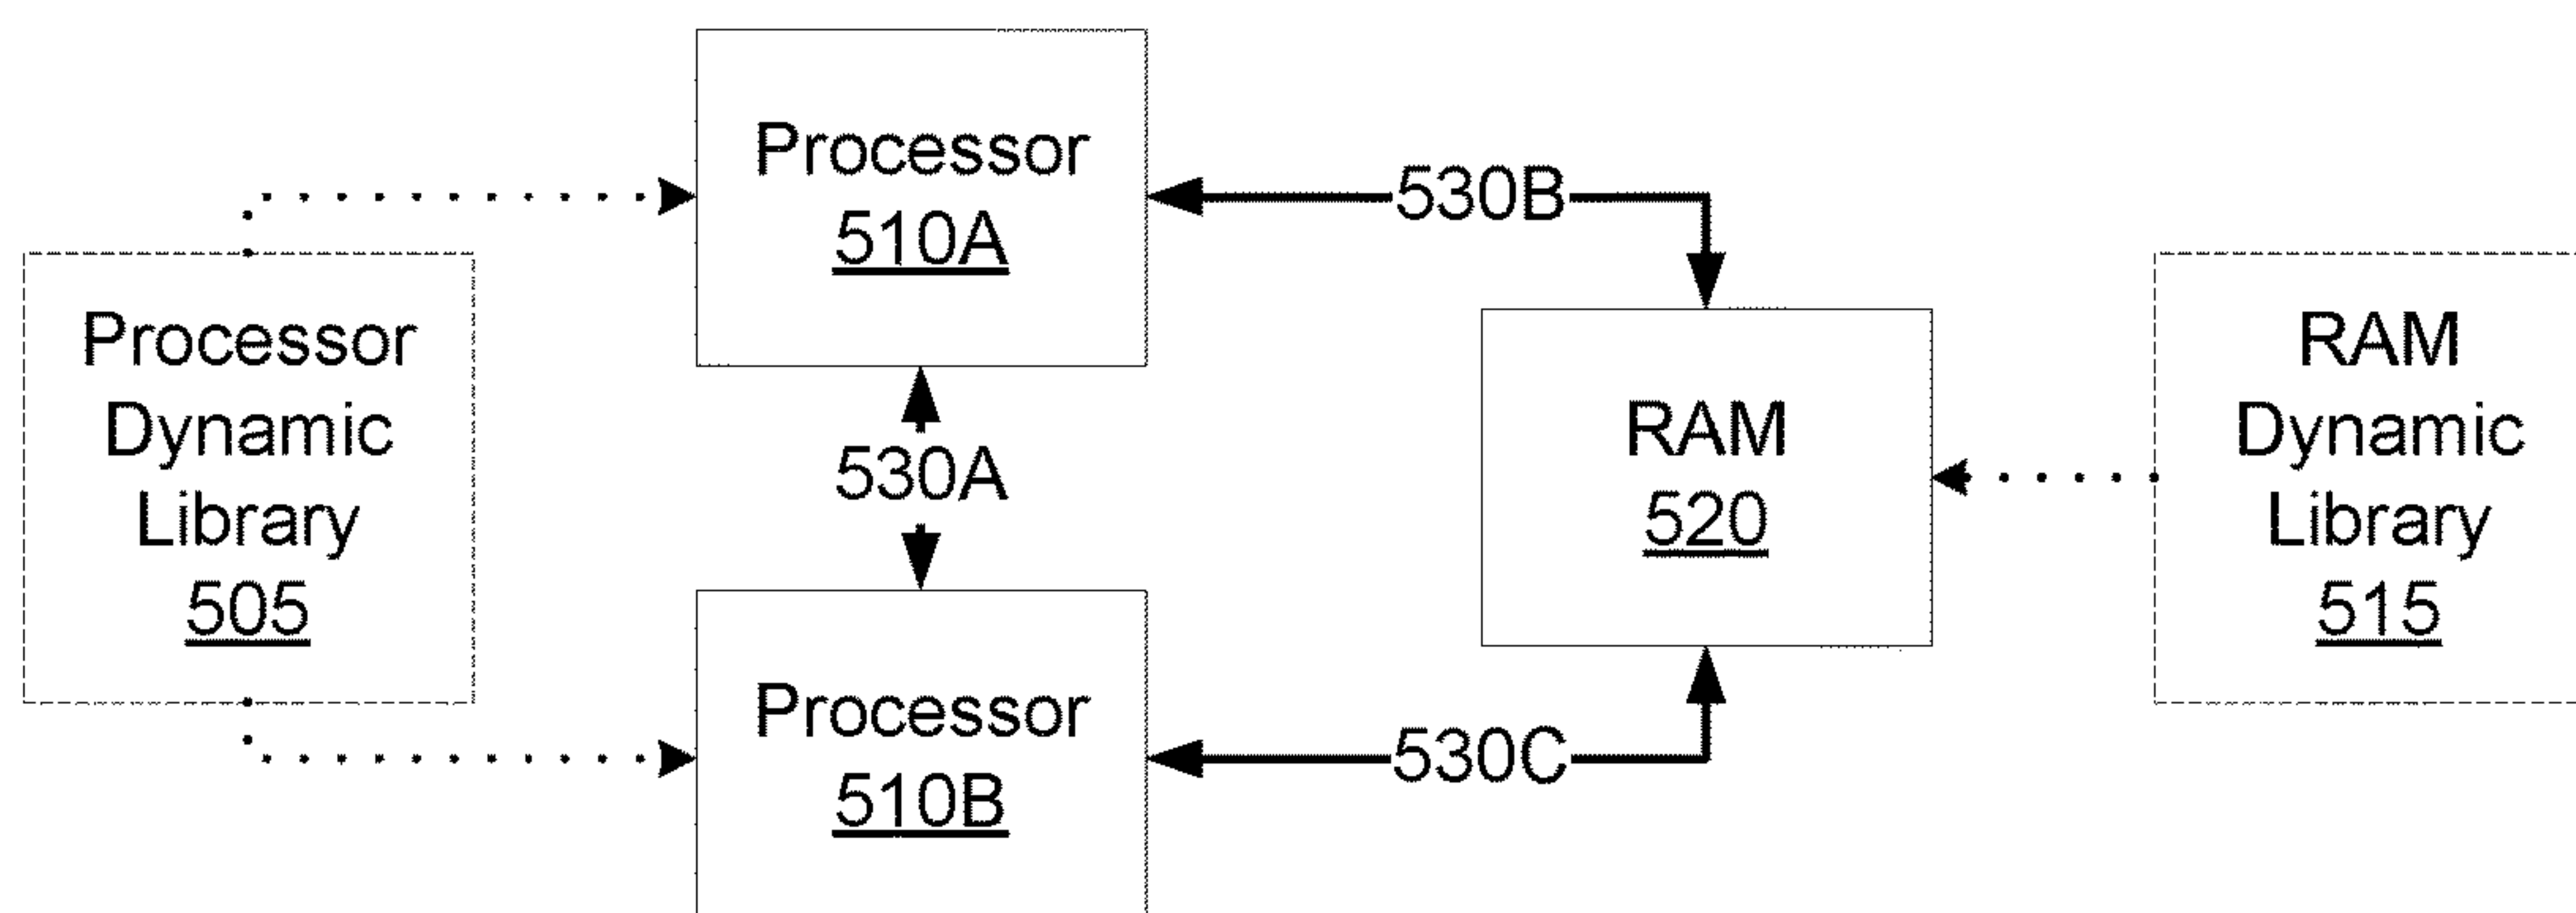 Processor
510A
530B
Processor
Dynamic
Library
505
530A
RAM
520
RAM
Dynamic
Library
515
Processor
510B
530C